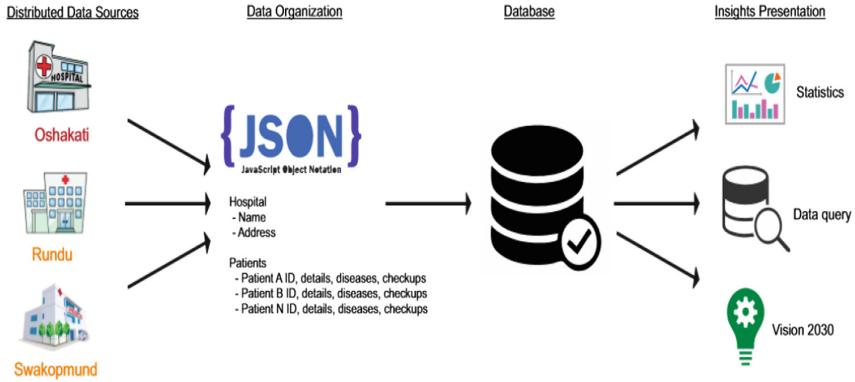 Distributed Data Sources
Data Organization
Database
Insights Presentation
HOSPITAL
Oshakati
Rundu
Swakopmund
{JSON}
JavaScript Object Notation
Hospital
- Name
- Address
Patients
- Patient A ID, details, diseases, checkups
- Patient B ID, details, diseases, checkups
- Patient N ID, details, diseases, checkups
Statistics
Data query
Vision 2030